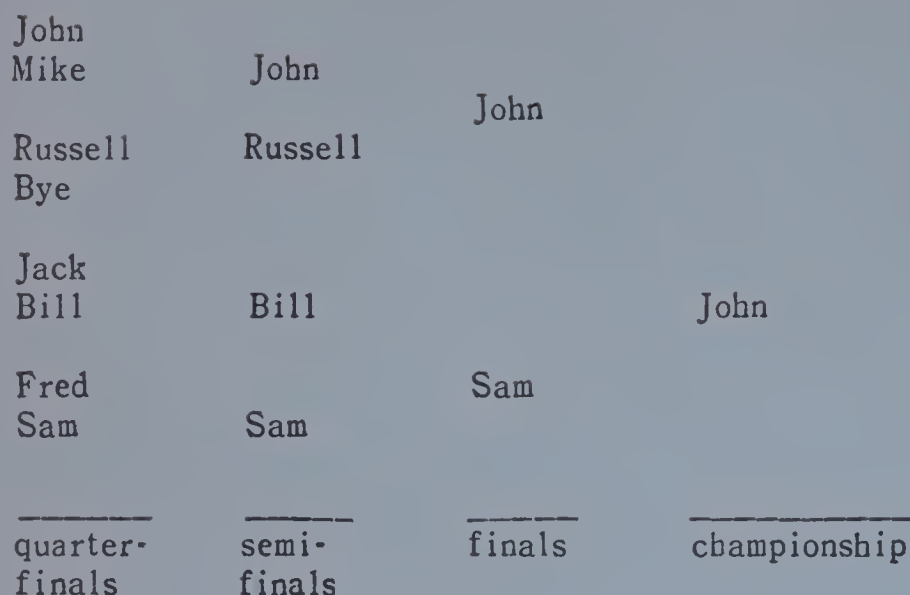 John
Mike John
John
Russell Russell
Bye
Jack
Bill Bill John
Fred Sam
Sam Sam
quarter- semi- finals championship
finals finals